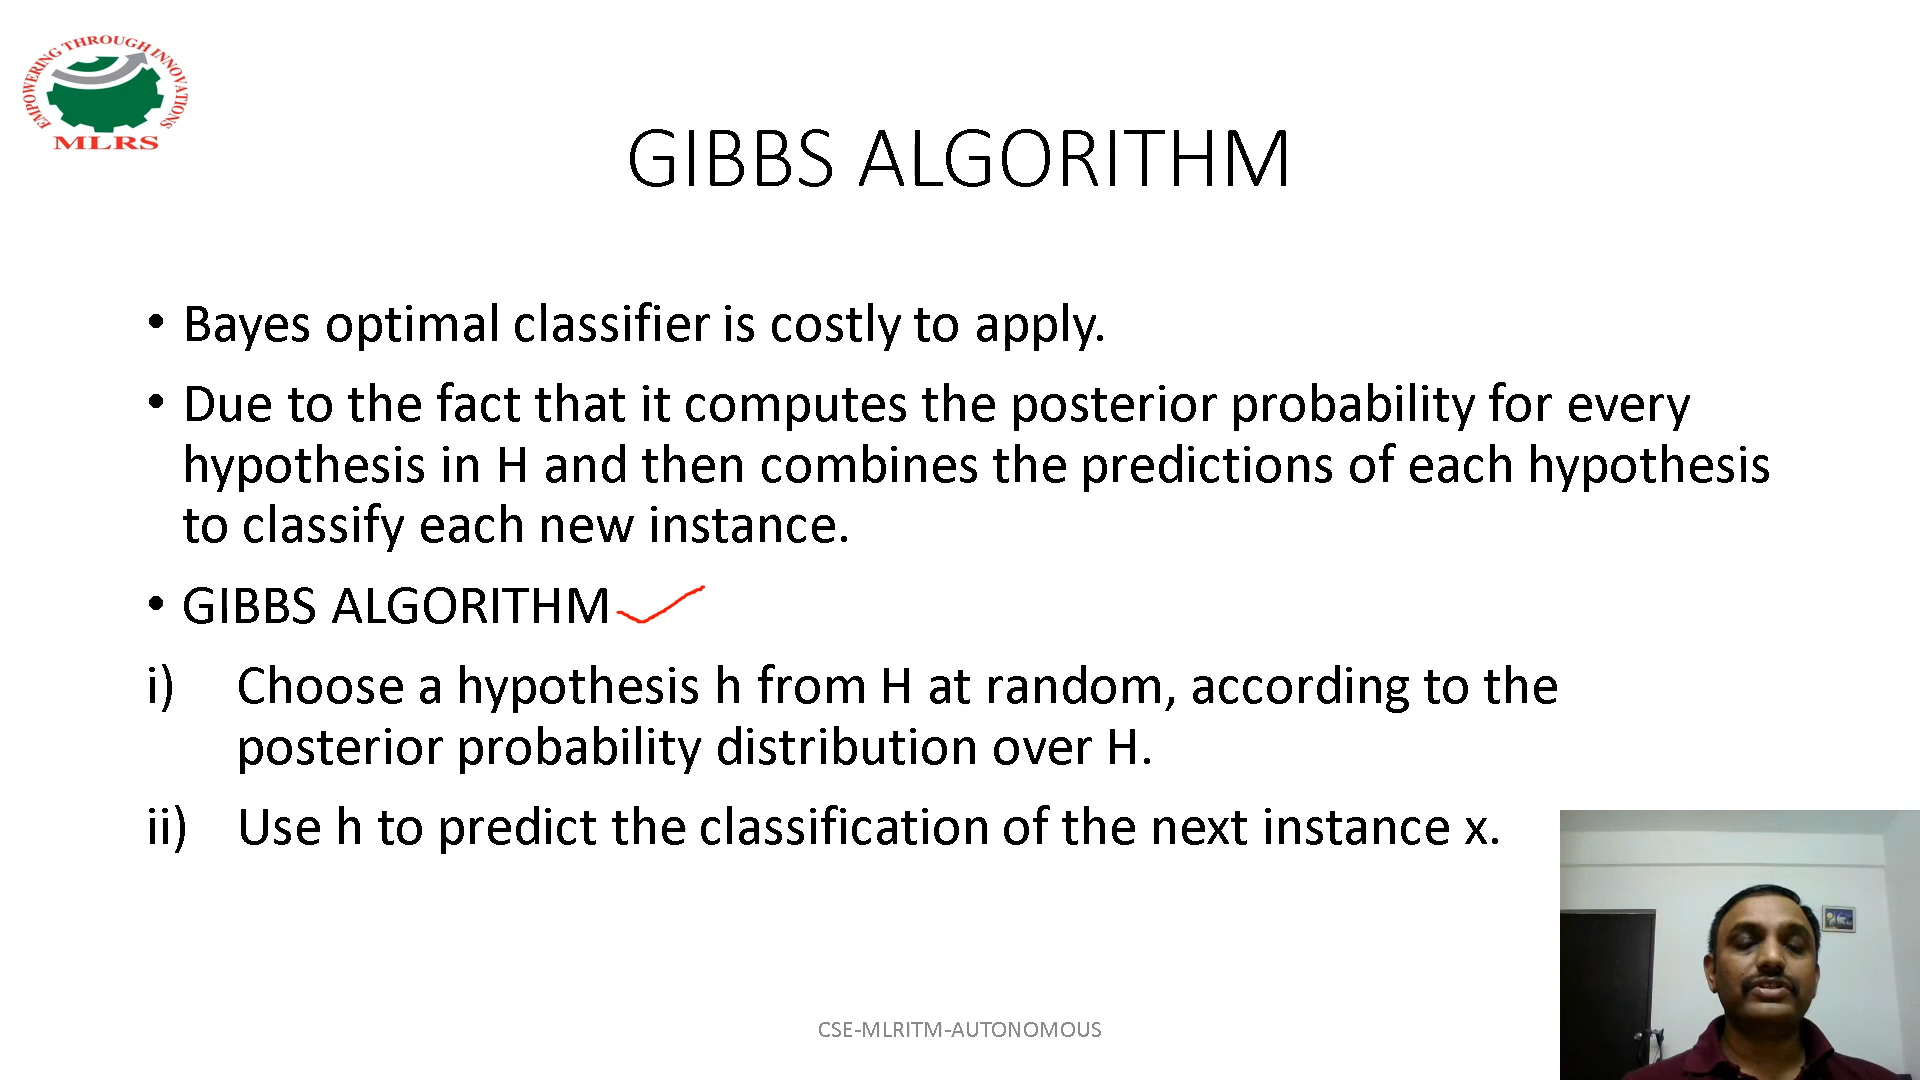 EMPOWERING THROUGH INNOVATIONS
MLRS
GIBBS ALGORITHM
• Bayes optimal classifier is costly to apply.
• Due to the fact that it computes the posterior probability for every
hypothesis in H and then combines the predictions of each hypothesis
to classify each new instance.
• GIBBS ALGORITHM
i) Choose a hypothesis h from H at random, according to the
posterior probability distribution over H.
ii) Use h to predict the classification of the next instance x.
CSE-MLRITM-AUTONOMOUS